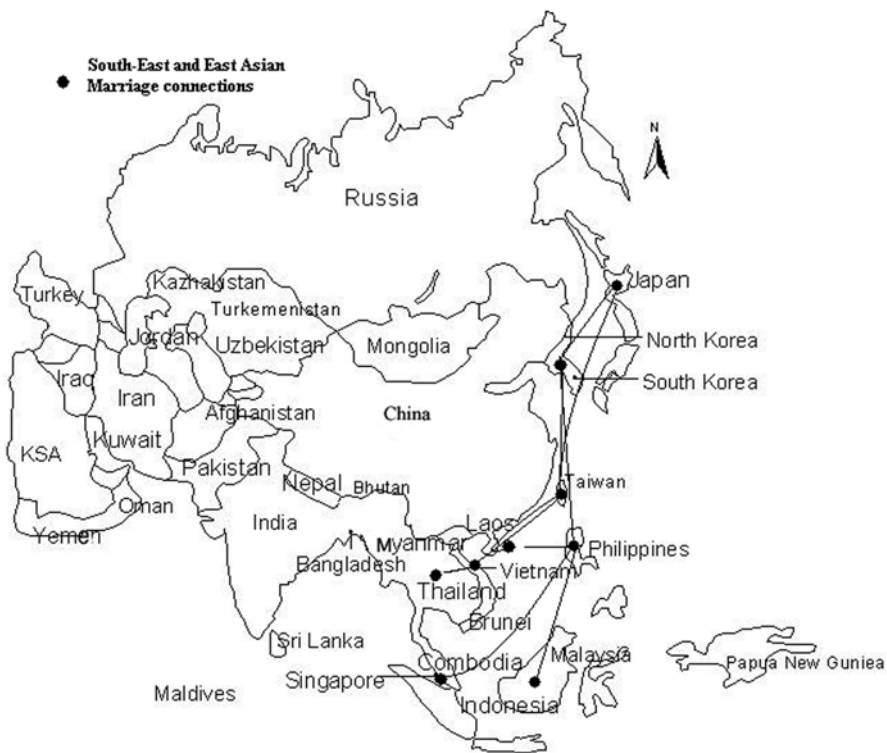 South-East and East Asian
Marriage connections
N
Russia
Kazhakistan
Turkey
Turkemenistan
Japan
Jordan
Uzbekistan
Mongolia
North Korea
Iraq
Iran
South Korea
Afghanistan
China
Kuwait
KSA
Pakistan
Nepal
Bhutan
Taiwan
Oman
India
Laos
Yemen
Myanmar
Philippines
Bangladesh
Vietnam
Thailand
Brunei
Sri Lanka
Combodia
Malaysia
Papua New Guniea
Singapore
Maldives
Indonesia